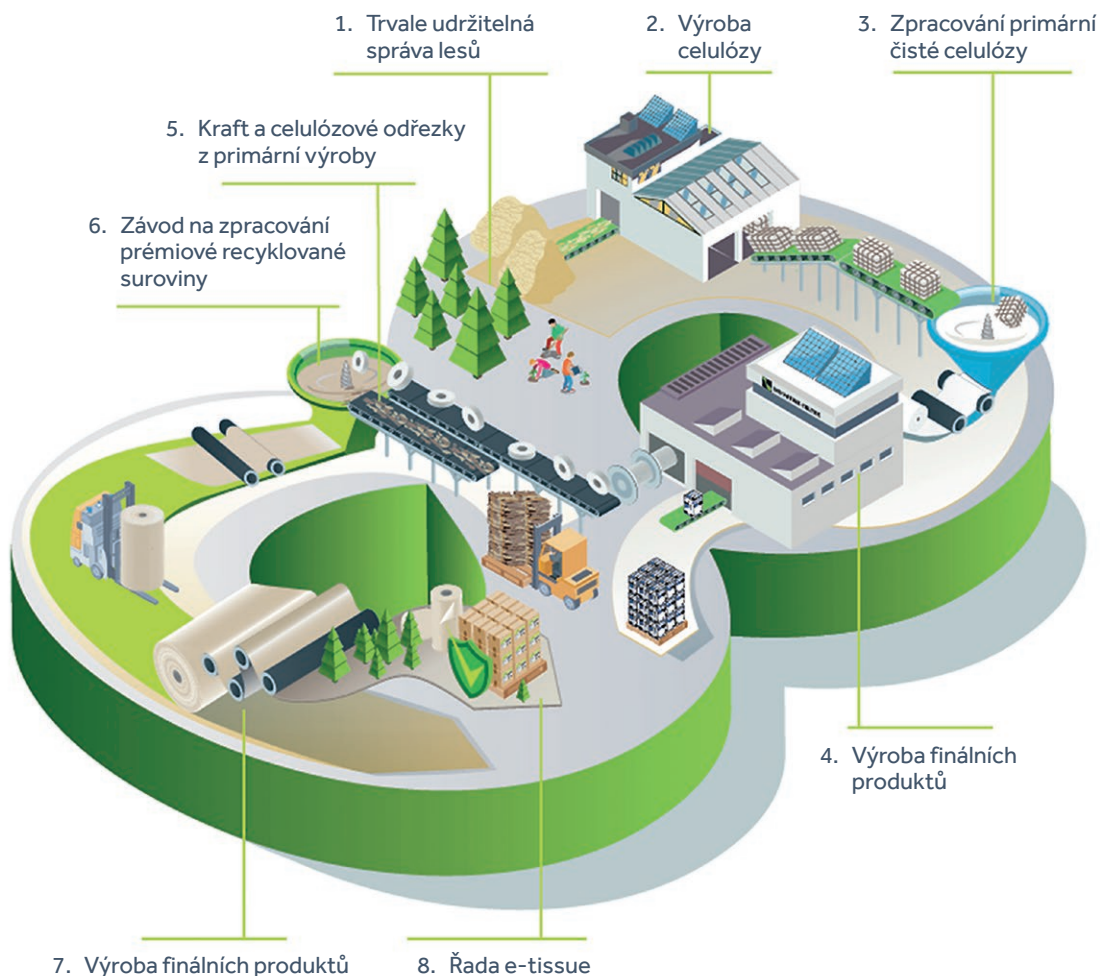 1. Trvale udržitelná
správa lesů
2. Výroba
celulózy
3. Zpracování primární
čisté celulózy
5. Kraft a celulózové odřezky
z primární výroby
6. Závod na zpracování
prémiové recyklované
suroviny
4. Výroba finálních
produktů
7. Výroba finálních produktů
8. Řada e-tissue